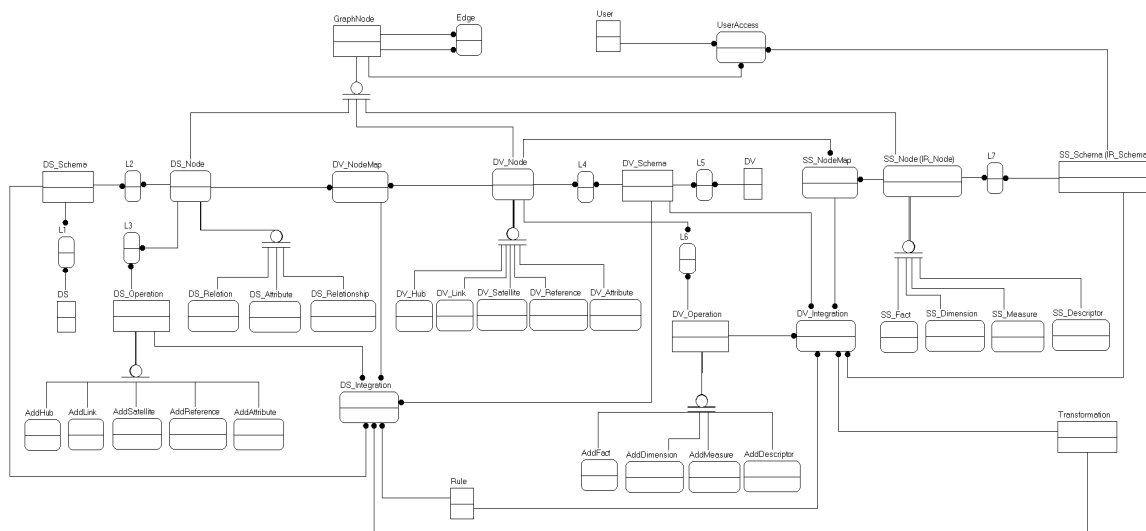 GraphNode
Edge
User
UserAccess
DS_Schema
L2
DS_Node
DV_NodeMap
DV_Node
L4
DV_Schema
L5
DV
SS_NodeMap
SS_Node (IR_Node)
L7
SS_Schema (IR_Schema
L1
L3
L6
DS
DS_Operation
DS_Relation
DS_Attribute
DS_Relationship
DV_Hub
DV_Link
DV_Satellite
DV_Reference
DV_Attribute
DV_Operation
DV_Integration
SS_Fact
SS_Dimension
SS_Measure
SS_Descriptor
DS_Integration
AddHub
AddLink
AddSatellite
AddReference
AddAttribute
Transformation
AddFact
AddDimension
AddMeasure
AddDescriptor
Rule